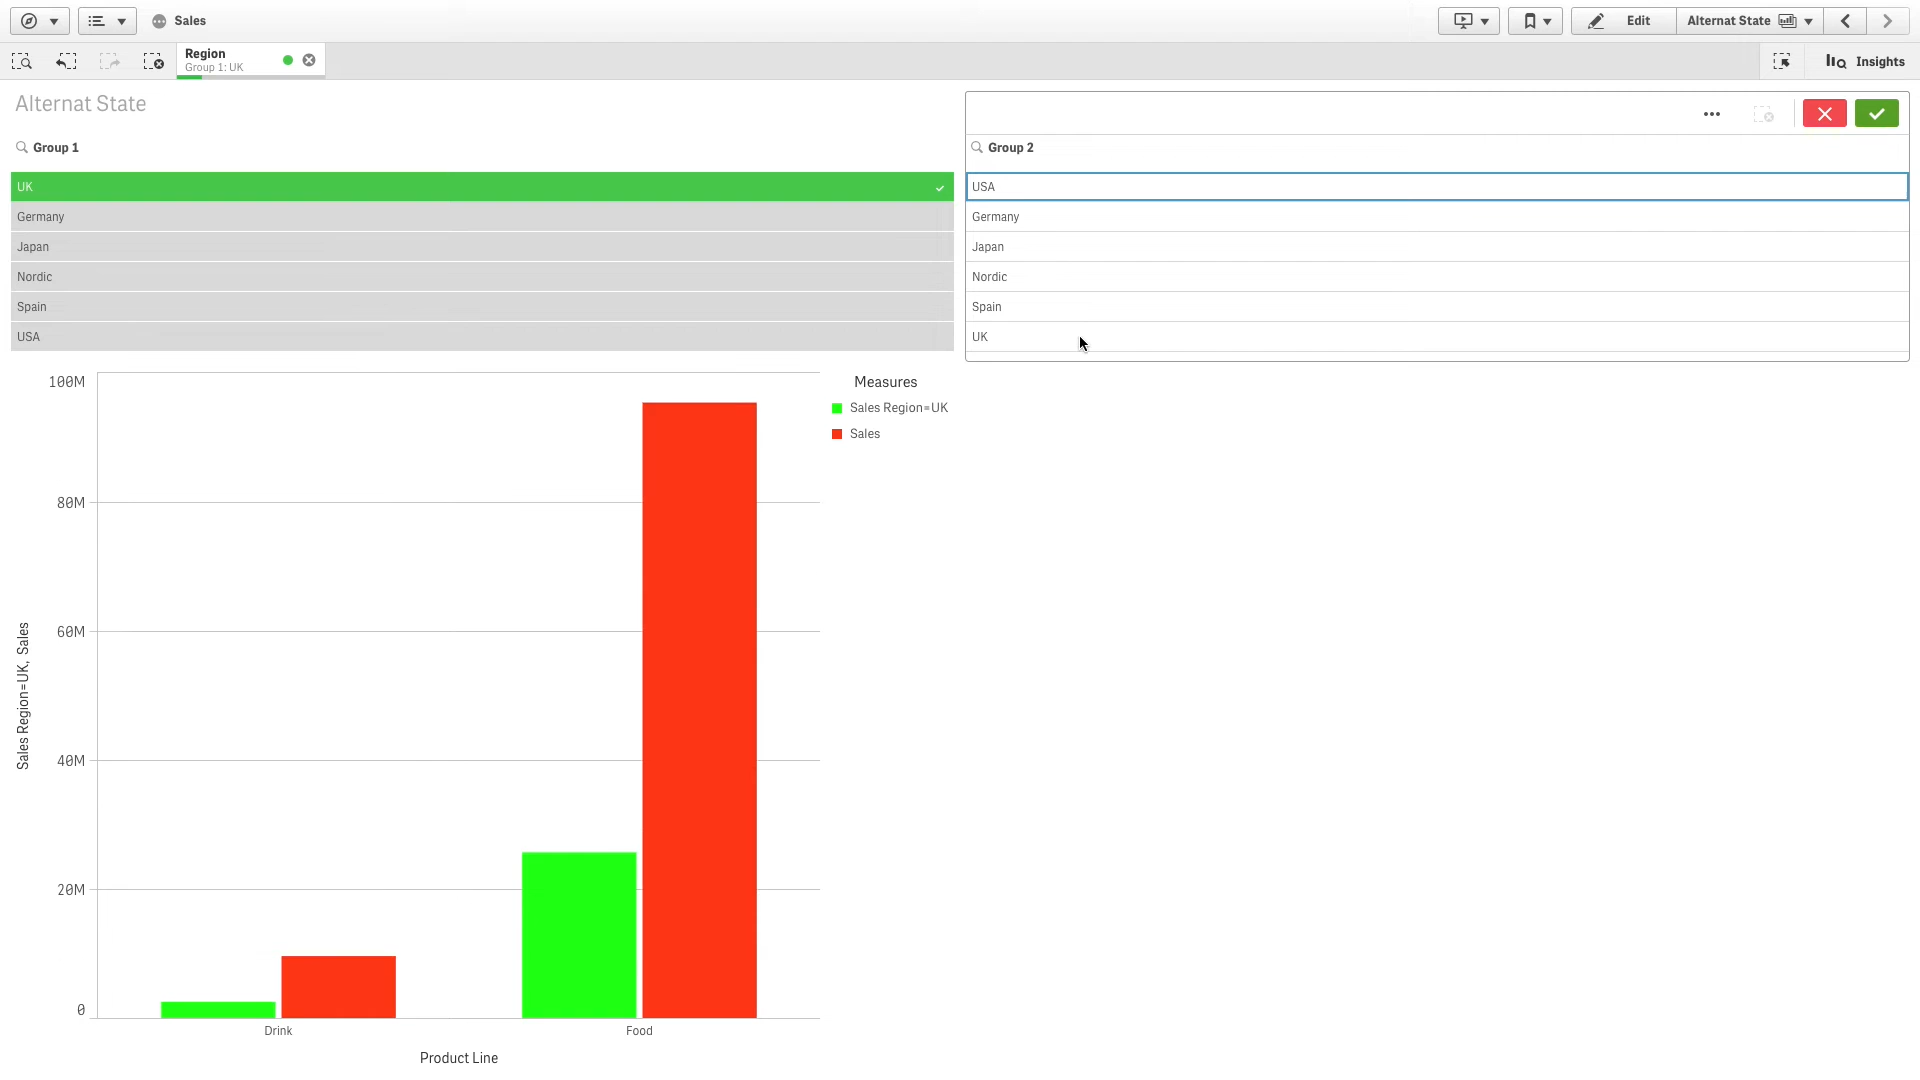 Sales
Edit
Alternat State
Region
Group 1: UK
Insights
Alternat State
Group 1
UK
Germany
Japan
Nordic
Spain
USA
Group 2
USA
Germany
Japan
Nordic
Spain
UK
100M
80M
60M
40M
20M
0
Sales Region=UK, Sales
Drink
Food
Product Line
Measures
Sales Region=UK
Sales